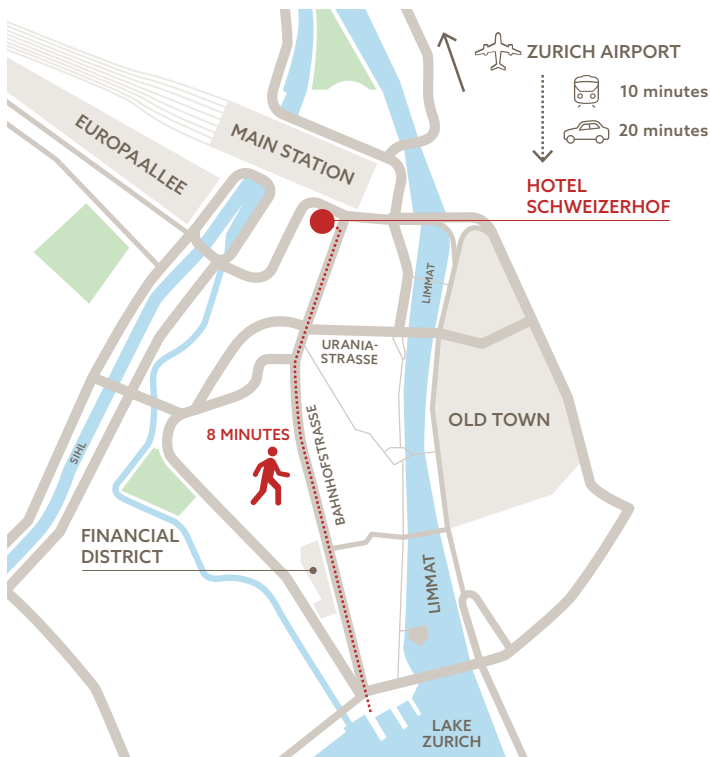 ZURICH AIRPORT
10 minutes
20 minutes
EUROPAALLEE
MAIN STATION
HOTEL
SCHWEIZERHOF
LIMMAT
URANIA-
STRASSE
BAHNHOFSTRASSE
OLD TOWN
8 MINUTES
SIHL
FINANCIAL
DISTRICT
LIMMAT
LAKE
ZURICH